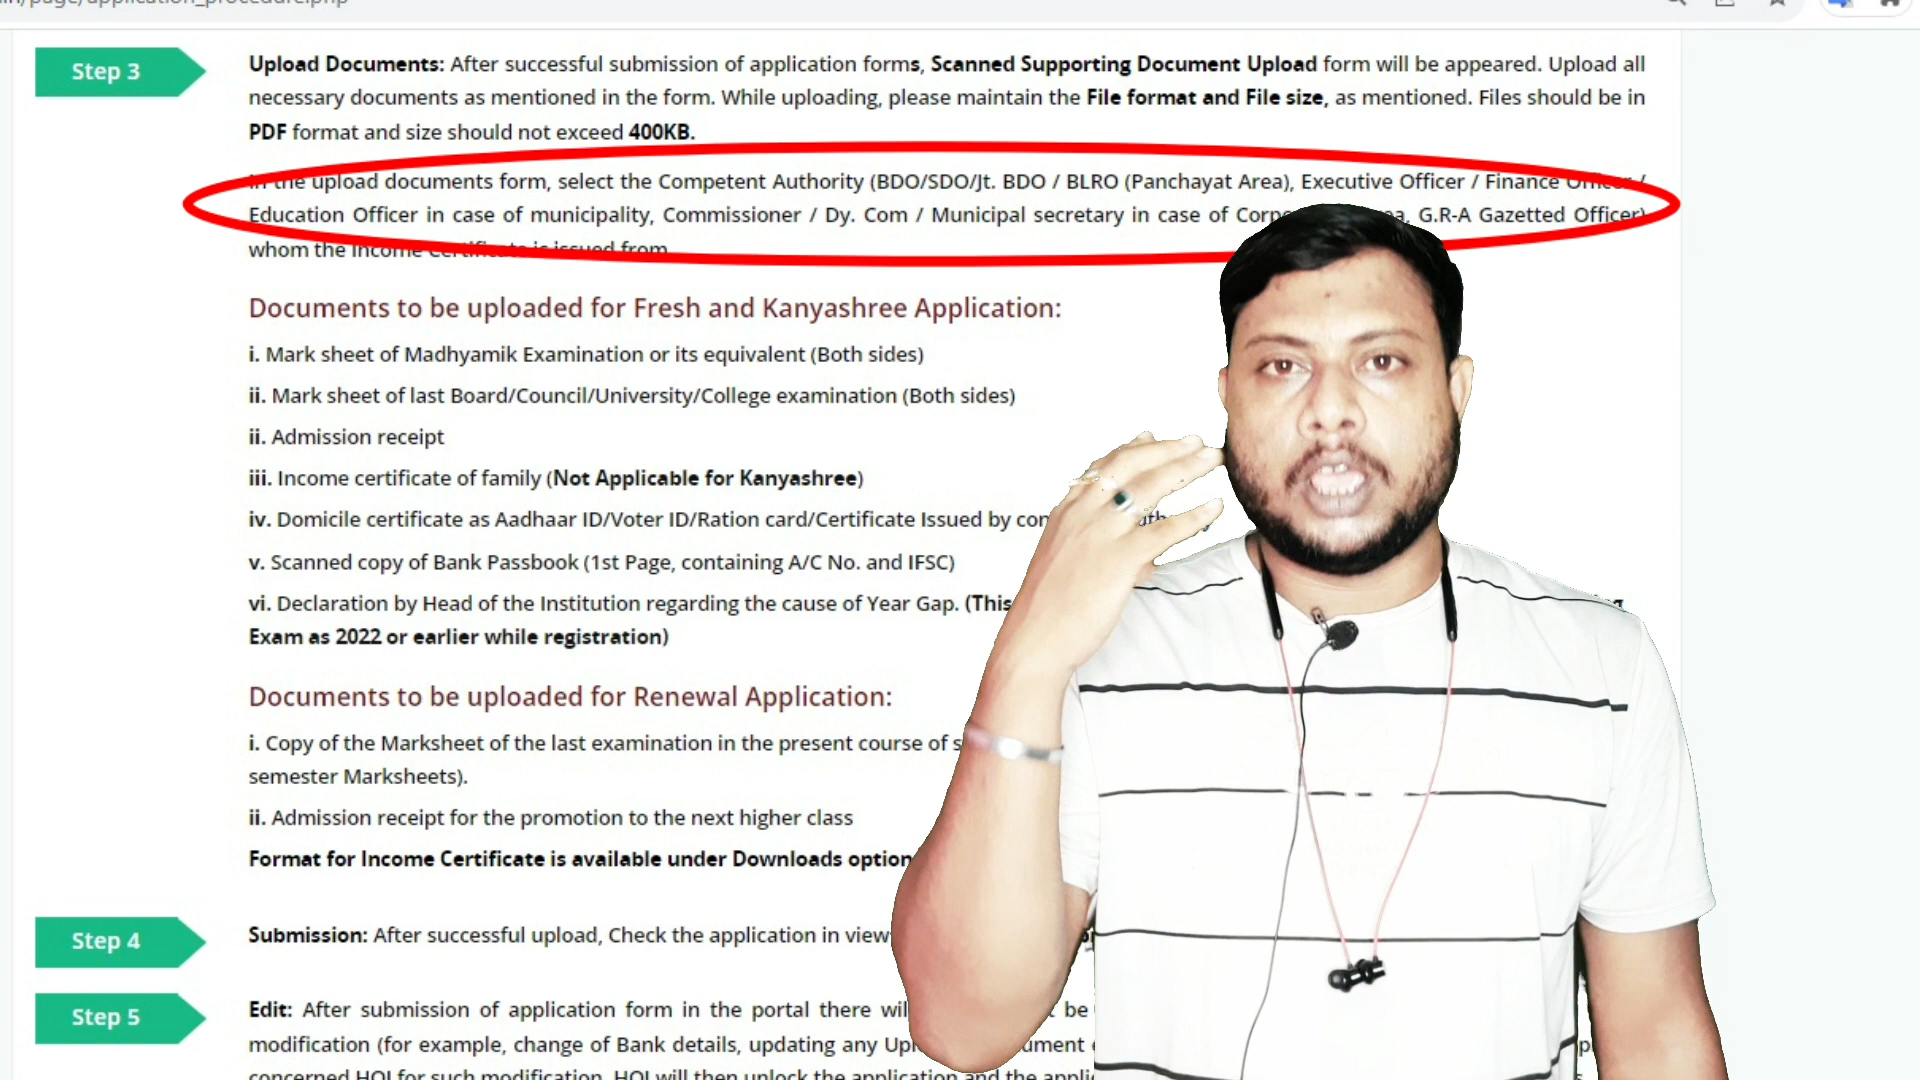 Step 3
Upload Documents: After successful submission of application forms, Scanned Supporting Document Upload form will be appeared. Upload all
necessary documents as mentioned in the form. While uploading, please maintain the File format and File size, as mentioned. Files should be in
PDF format and size should not exceed 400KB.
In the upload documents form, select the Competent Authority (BDO/SDO/Jt. BDO / BLRO (Panchayat Area), Executive Officer / Finance Officer /
Education Officer in case of municipality, Commissioner / Dy. Com / Municipal secretary in case of G.R-A Gazetted Officer)
whom the Income Certificate is issued from
Documents to be uploaded for Fresh and Kanyashree Application:
i. Mark sheet of Madhyamik Examination or its equivalent (Both sides)
ii. Mark sheet of last Board/Council/University/College examination (Both sides)
ii. Admission receipt
iii. Income certificate of family (Not Applicable for Kanyashree)
iv. Domicile certificate as Aadhaar ID/Voter ID/Ration card/Certificate Issued by
v. Scanned copy of Bank Passbook (1st Page, containing A/C No. and IFSC)
vi. Declaration by Head of the Institution regarding the cause of Year Gap. (This
Exam as 2022 or earlier while registration)
Documents to be uploaded for Renewal Application:
i. Copy of the Marksheet of the last examination in the present course of
semester Marksheets).
ii. Admission receipt for the promotion to the next higher class
Format for Income Certificate is available under Downloads option
Step 4
Submission: After successful upload, Check the application in view
Step 5
Edit: After submission of application form in the portal there will be
modification (for example, change of Bank details, updating any
concerned HOI for such modification. HOI will then unlock the application and the